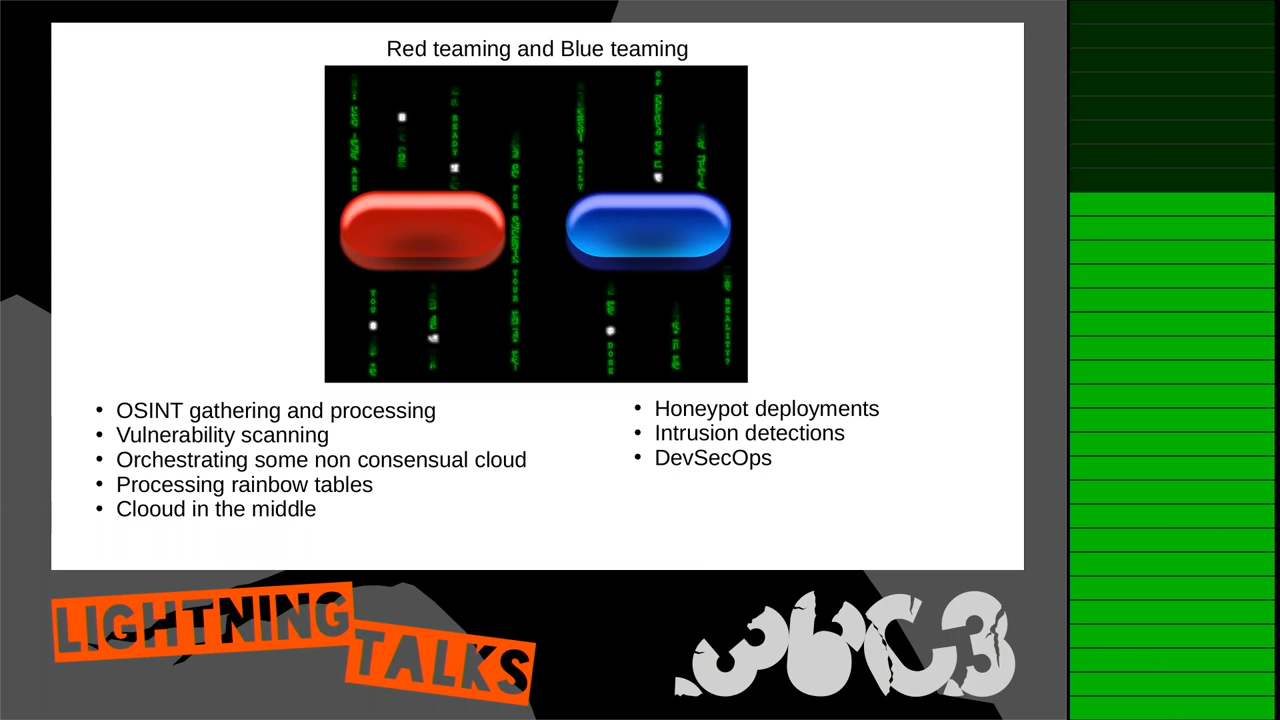 Red teaming and Blue teaming
• OSINT gathering and processing
• Vulnerability scanning
• Orchestrating some non consensual cloud
• Processing rainbow tables
• Clooud in the middle
• Honeypot deployments
• Intrusion detections
• DevSecOps
LIGHTNING
TALKS
36C3